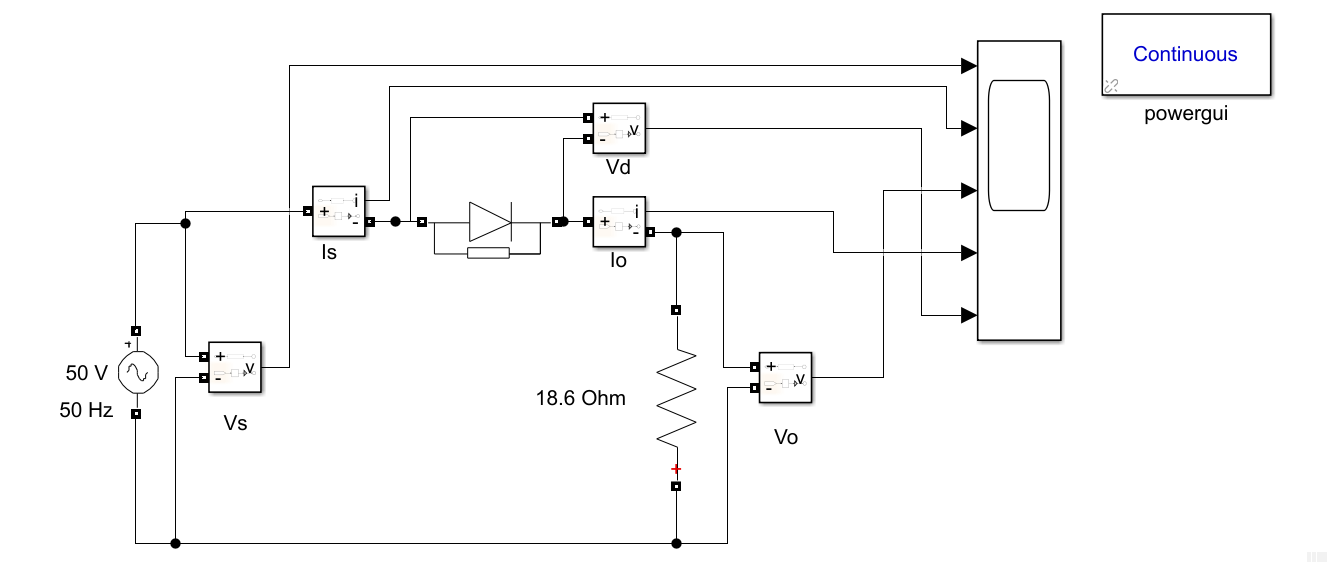 Continuous
powergui
+
v
-
Vd
i
+
-
Is
+
i
-
Io
+
50 V
50 Hz
+
v
-
Vs
18.6 Ohm
+
v
-
Vo
+